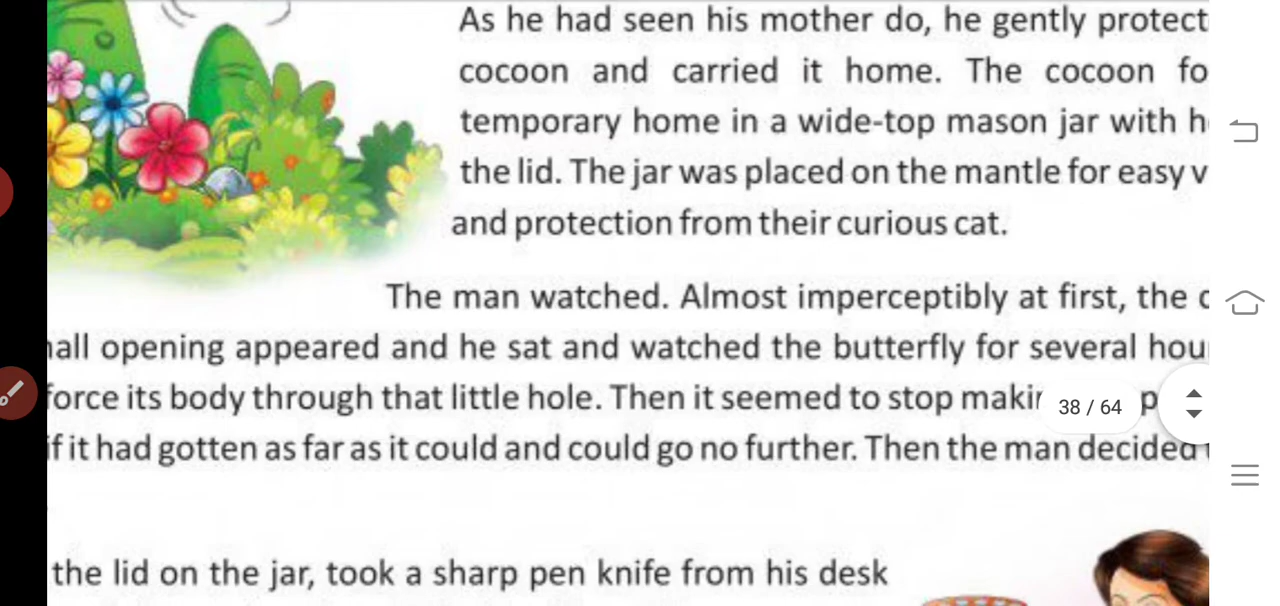 As he had seen his mother do, he gently protect
cocoon and carried it home. The cocoon fo
temporary home in a wide-top mason jar with h
the lid. The jar was placed on the mantle for easy v
and protection from their curious cat.
The man watched. Almost imperceptibly at first, the c
all opening appeared and he sat and watched the butterfly for several hou
force its body through that little hole. Then it seemed to stop makin
38 / 64
if it had gotten as far as it could and could go no further. Then the man decided
the lid on the jar, took a sharp pen knife from his desk